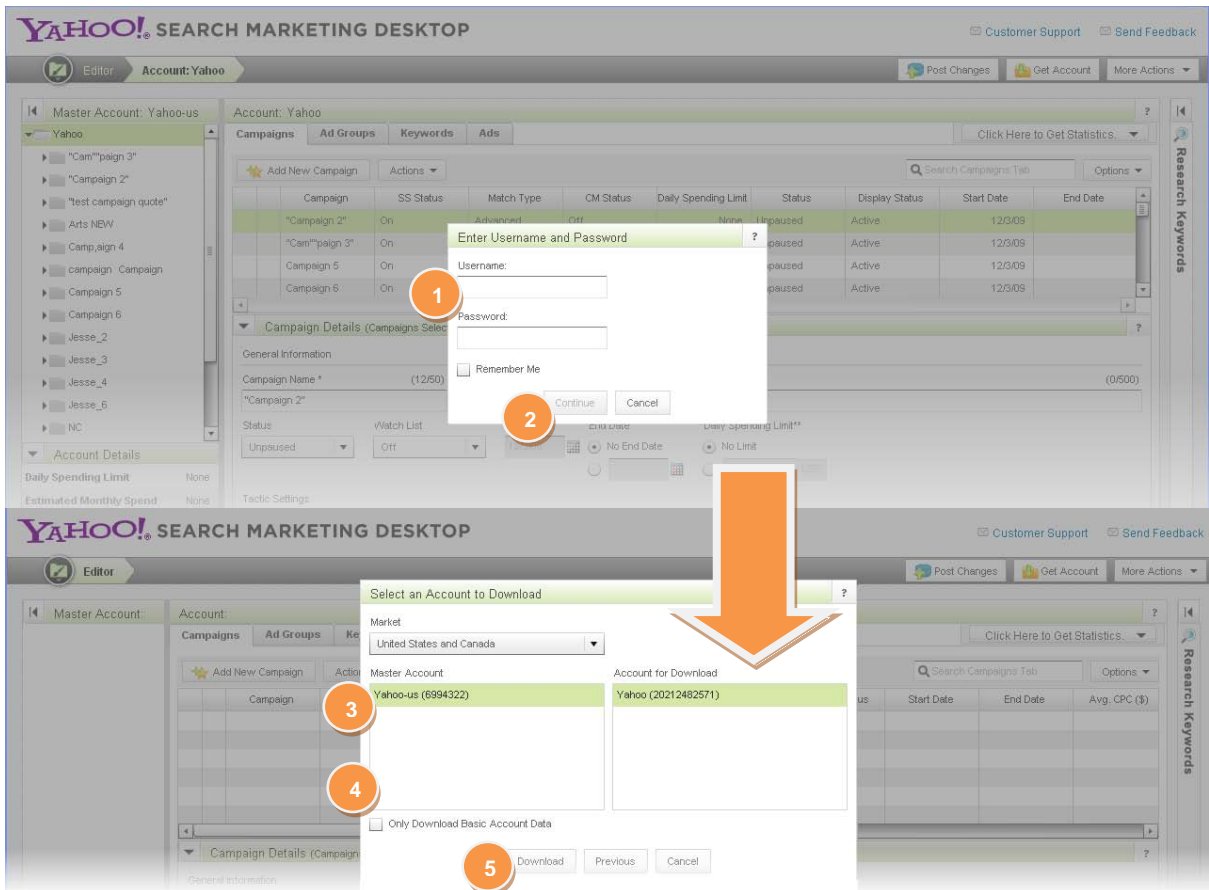 YAHOO! SEARCH MARKETING DESKTOP
Customer Support Send Feedback
Editor Account: Yahoo
Post Changes Get Account More Actions
Master Account: Yahoo-us
Account: Yahoo ?
Yahoo
Campaigns Ad Groups Keywords Ads
Click Here to Get Statistics.
"Cam""paign 3"
"Campaign 2"
"test campaign quote"
Arts NEW
Camp,aign 4
campaign Campaign
Campaign 5
Campaign 6
Jesse_2
Jesse_3
Jesse_4
Jesse_6
NC
Account Details
Daily Spending Limit None
Estimated Monthly Spend None
Add New Campaign Actions
Search Campaigns Tab Options
Campaign SS Status Match Type CM Status Daily Spending Limit Status Display Status Start Date End Date
"Campaign 2" On Advanced Off None Unpaused Active 12/3/09
"Cam""paign 3" On paused Active 12/3/09
Campaign 5 On paused Active 12/3/09
Campaign 6 On paused Active 12/3/09
Research Keywords
Campaign Details (Campaigns Selec ?
General Information
Campaign Name * (12/50) (0/500)
"Campaign 2"
Status Watch List End Date Daily Spending Limit**
Unpaused Off No End Date No Limit
Tactic Settings
Enter Username and Password ?
Username:
1
Password:
Remember Me
2
Continue Cancel
YAHOO! SEARCH MARKETING DESKTOP
Customer Support Send Feedback
Editor
Post Changes Get Account More Actions
Master Account:
Account: ?
Campaigns Ad Groups Ke
Click Here to Get Statistics.
Add New Campaign Actio
Search Campaigns Tab Options
Campaign us Start Date End Date Avg. CPC ($)
Research Keywords
Select an Account to Download ?
Market
United States and Canada
Master Account Account for Download
3
Yahoo-us (6994322) Yahoo (20212482571)
4
Only Download Basic Account Data
5
Download Previous Cancel
Campaign Details (Campaign ?
General Information